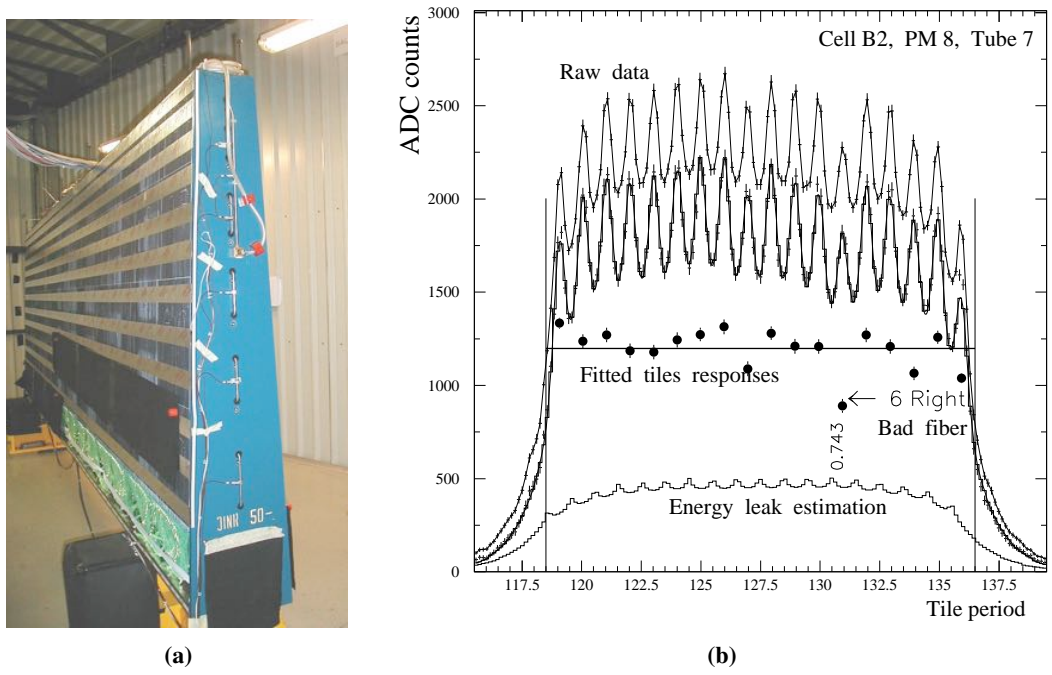 JINR 50-
(a)
3000
2500
2000
1500
1000
500
0
ADC counts
Cell B2, PM 8, Tube 7
Raw data
Fitted tiles responses
6 Right
Bad fiber
0.743
Energy leak estimation
117.5 120 122.5 125 127.5 130 132.5 135 137.5
Tile period
(b)